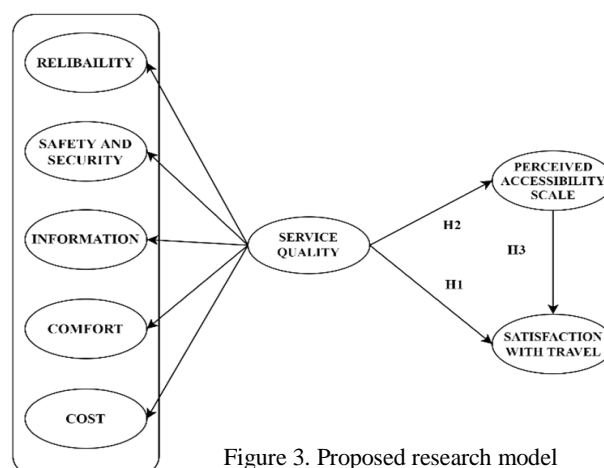 RELIBAILITY
SAFETY AND
SECURITY
INFORMATION
COMFORT
COST
SERVICE
QUALITY
H2
H1
PERCEIVED
ACCESSIBILITY
SCALE
H3
SATISFACTION
WITH TRAVEL
Figure 3. Proposed research model